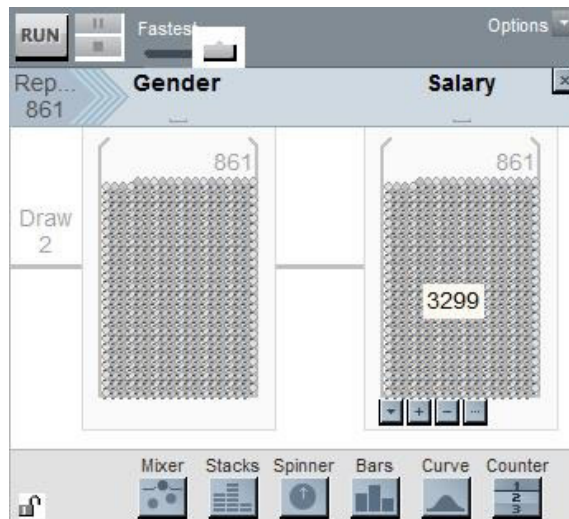 RUN
Fastest
Options
Rep...
861
Gender
Salary
861
861
Draw
2
3299
Mixer
Stacks
Spinner
Bars
Curve
Counter
1
2
3